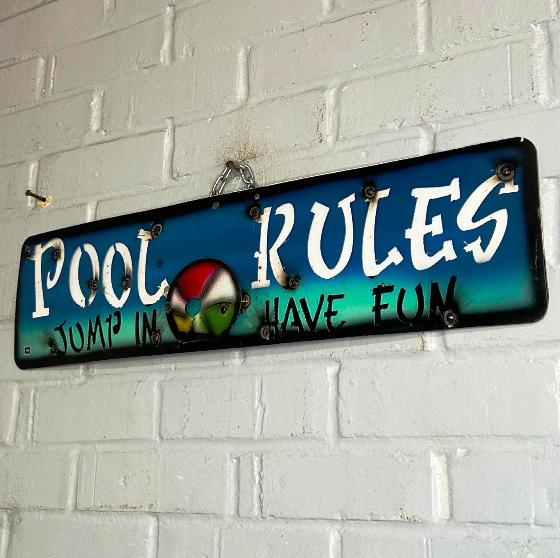 POOL RULES
JUMP IN HAVE FUN